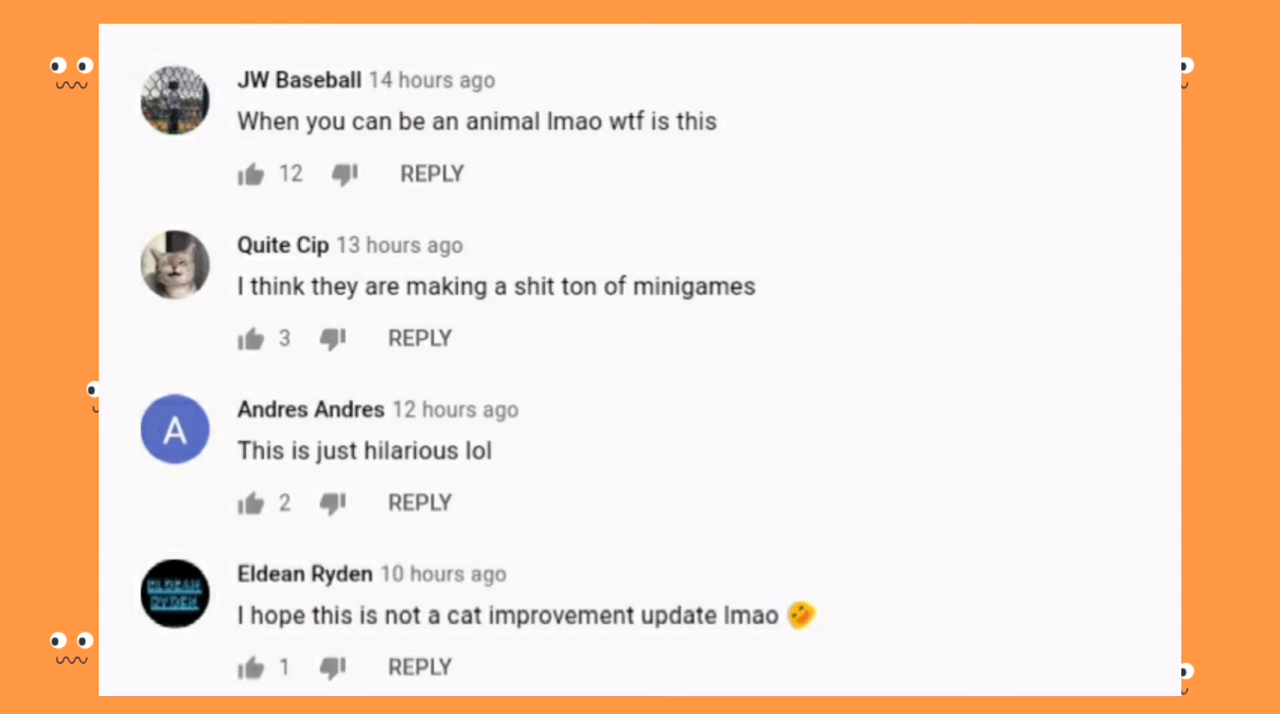 JW Baseball 14 hours ago
When you can be an animal lmao wtf is this
12 REPLY
Quite Cip 13 hours ago
I think they are making a shit ton of minigames
3 REPLY
A
Andres Andres 12 hours ago
This is just hilarious lol
2 REPLY
ELDEAN
RYDEN
Eldean Ryden 10 hours ago
I hope this is not a cat improvement update lmao 🤣
1 REPLY